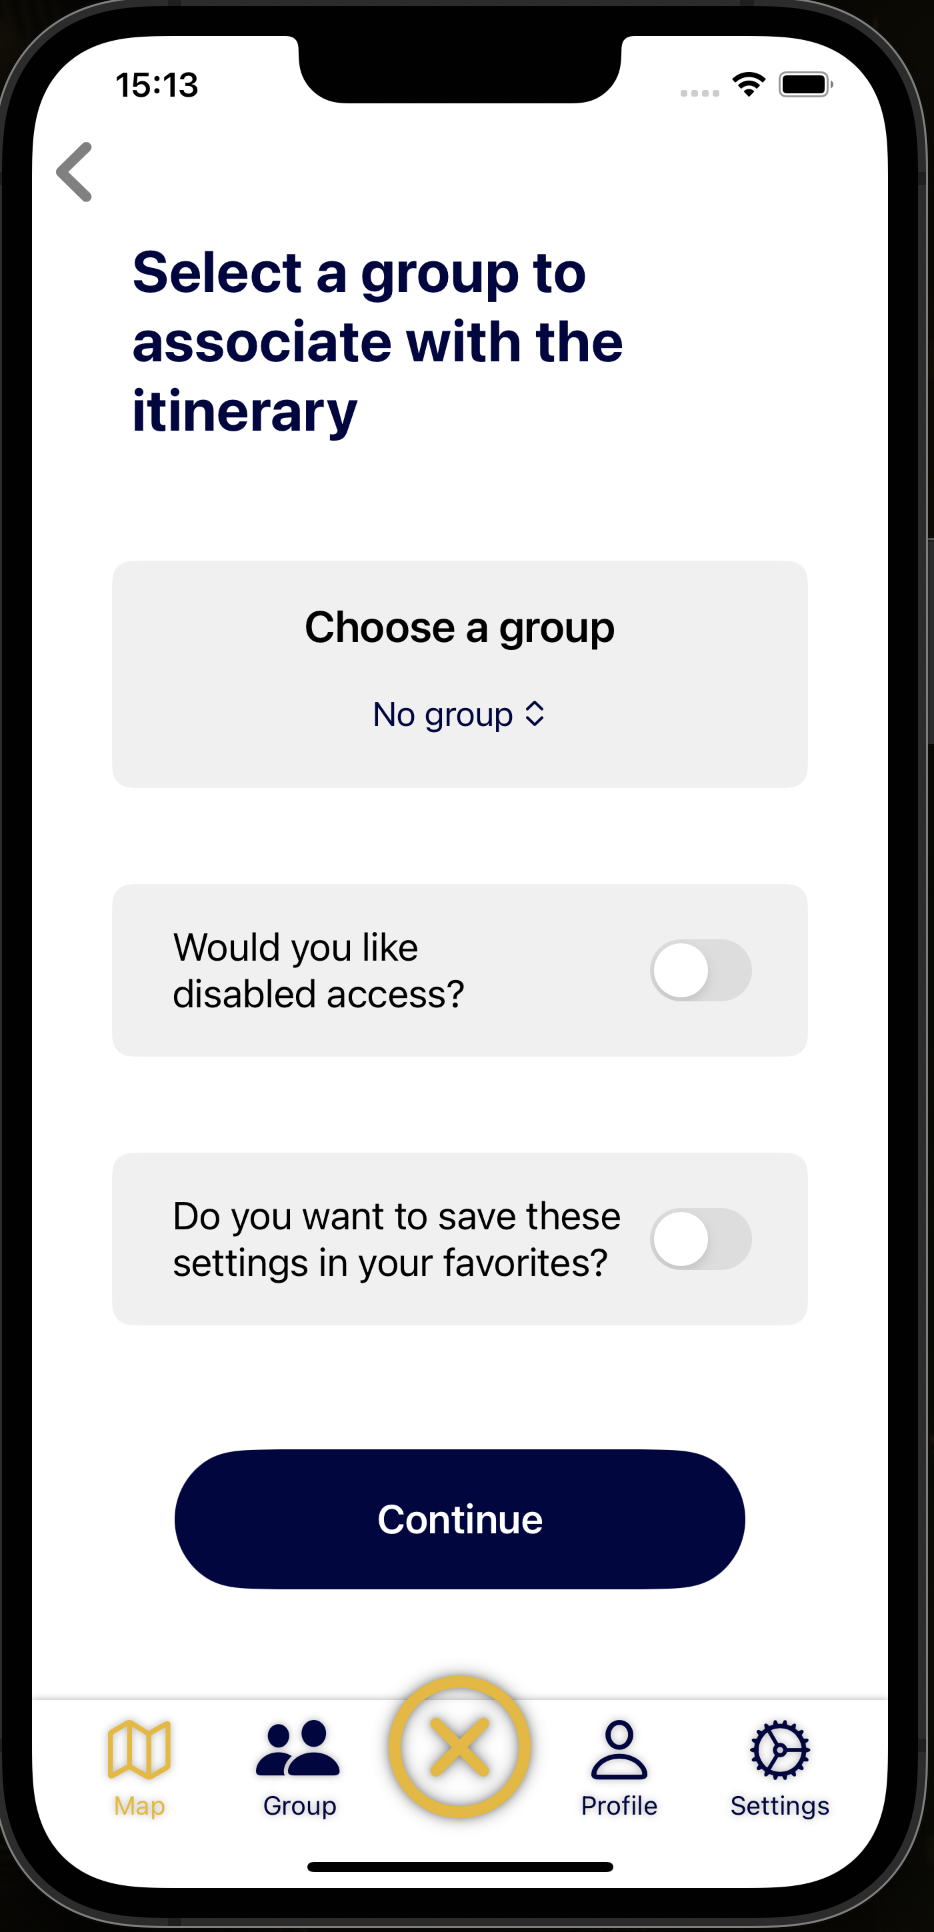 15:13
Select a group to
associate with the
itinerary
Choose a group
No group
Would you like
disabled access?
Do you want to save these
settings in your favorites?
Continue
Map
Group
Profile
Settings